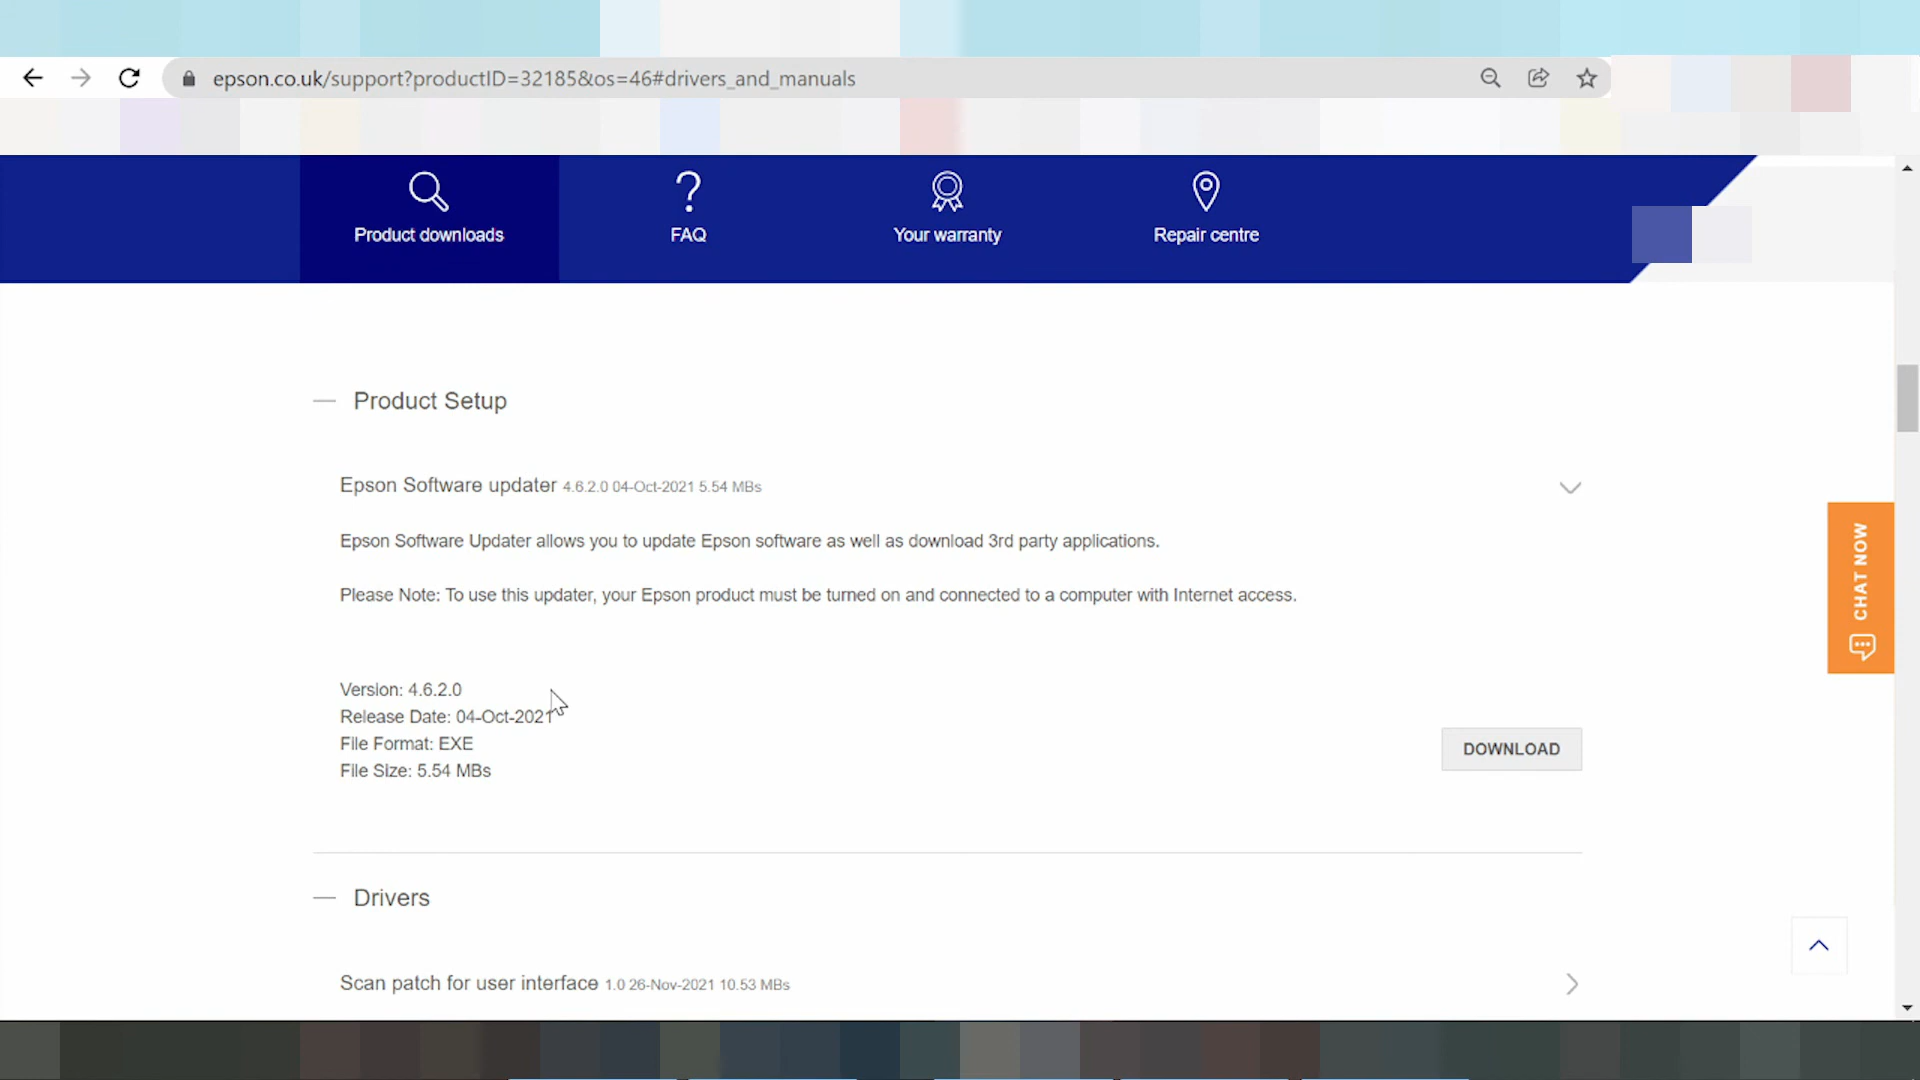 epson.co.uk/support?productID=32185&os=46#drivers_and_manuals
Product downloads
FAQ
Your warranty
Repair centre
Product Setup
Epson Software updater 4.6.2.0 04-Oct-2021 5.54 MBs
Epson Software Updater allows you to update Epson software as well as download 3rd party applications.
Please Note: To use this updater, your Epson product must be turned on and connected to a computer with Internet access.
CHAT NOW
Version: 4.6.2.0
Release Date: 04-Oct-2021
File Format: EXE
File Size: 5.54 MBs
DOWNLOAD
Drivers
Scan patch for user interface 1.0 26-Nov-2021 10.53 MBs